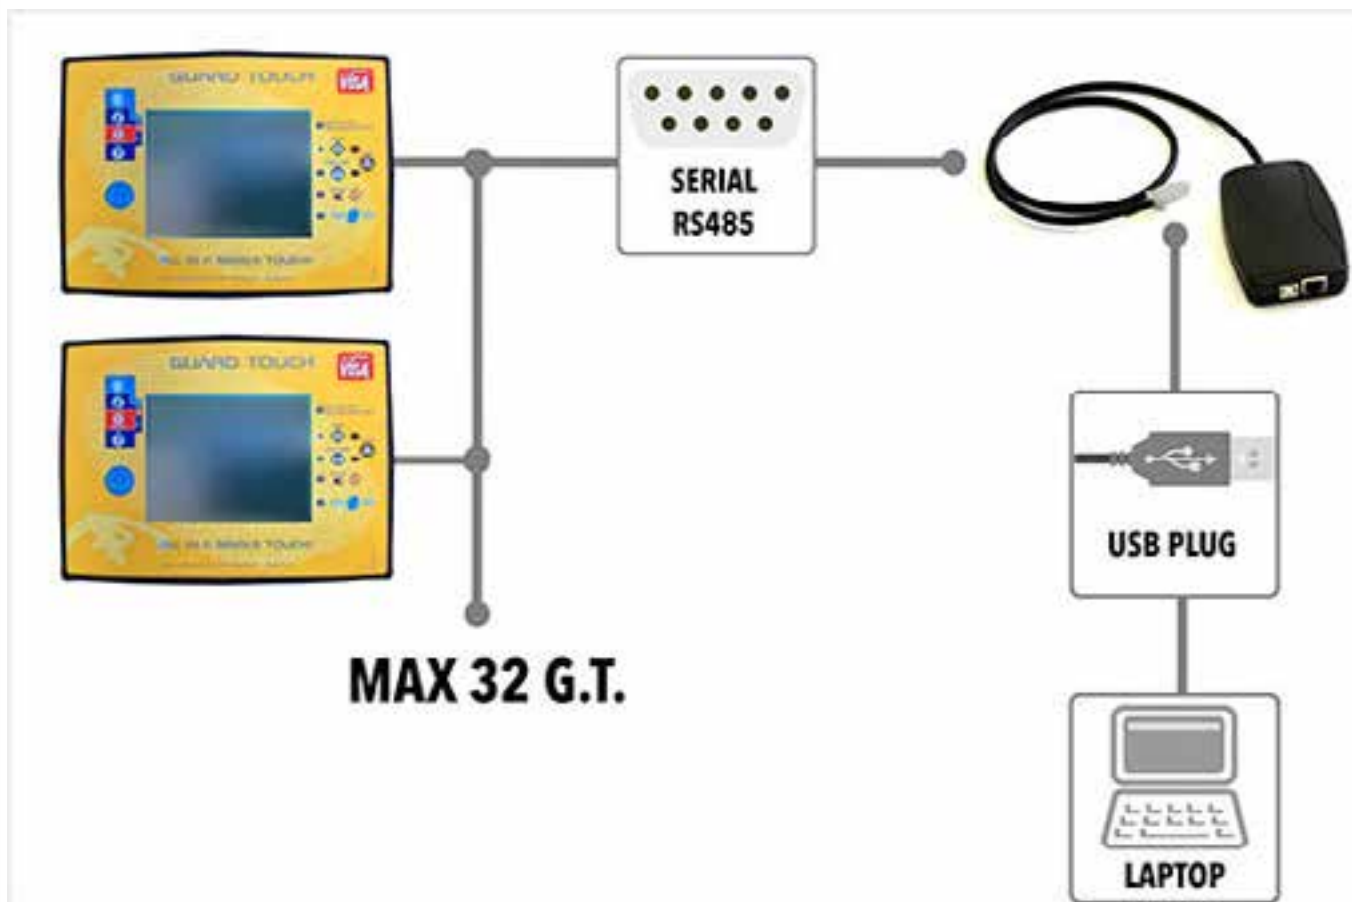 GUARD TOUCH
VISA
SERIAL
RS485
GUARD TOUCH
VISA
USB PLUG
MAX 32 G.T.
LAPTOP